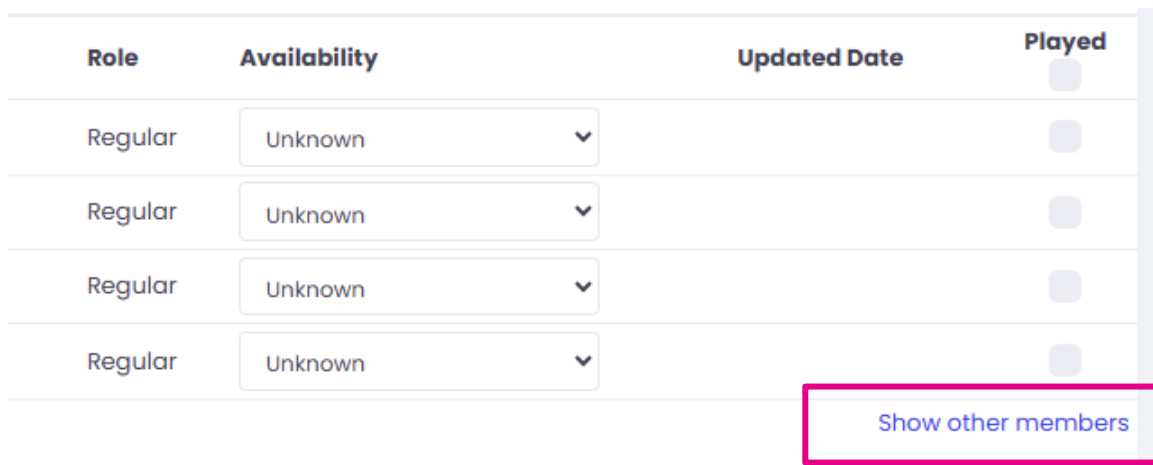 Role Availability Updated Date Played
Regular Unknown
Regular Unknown
Regular Unknown
Regular Unknown
Show other members